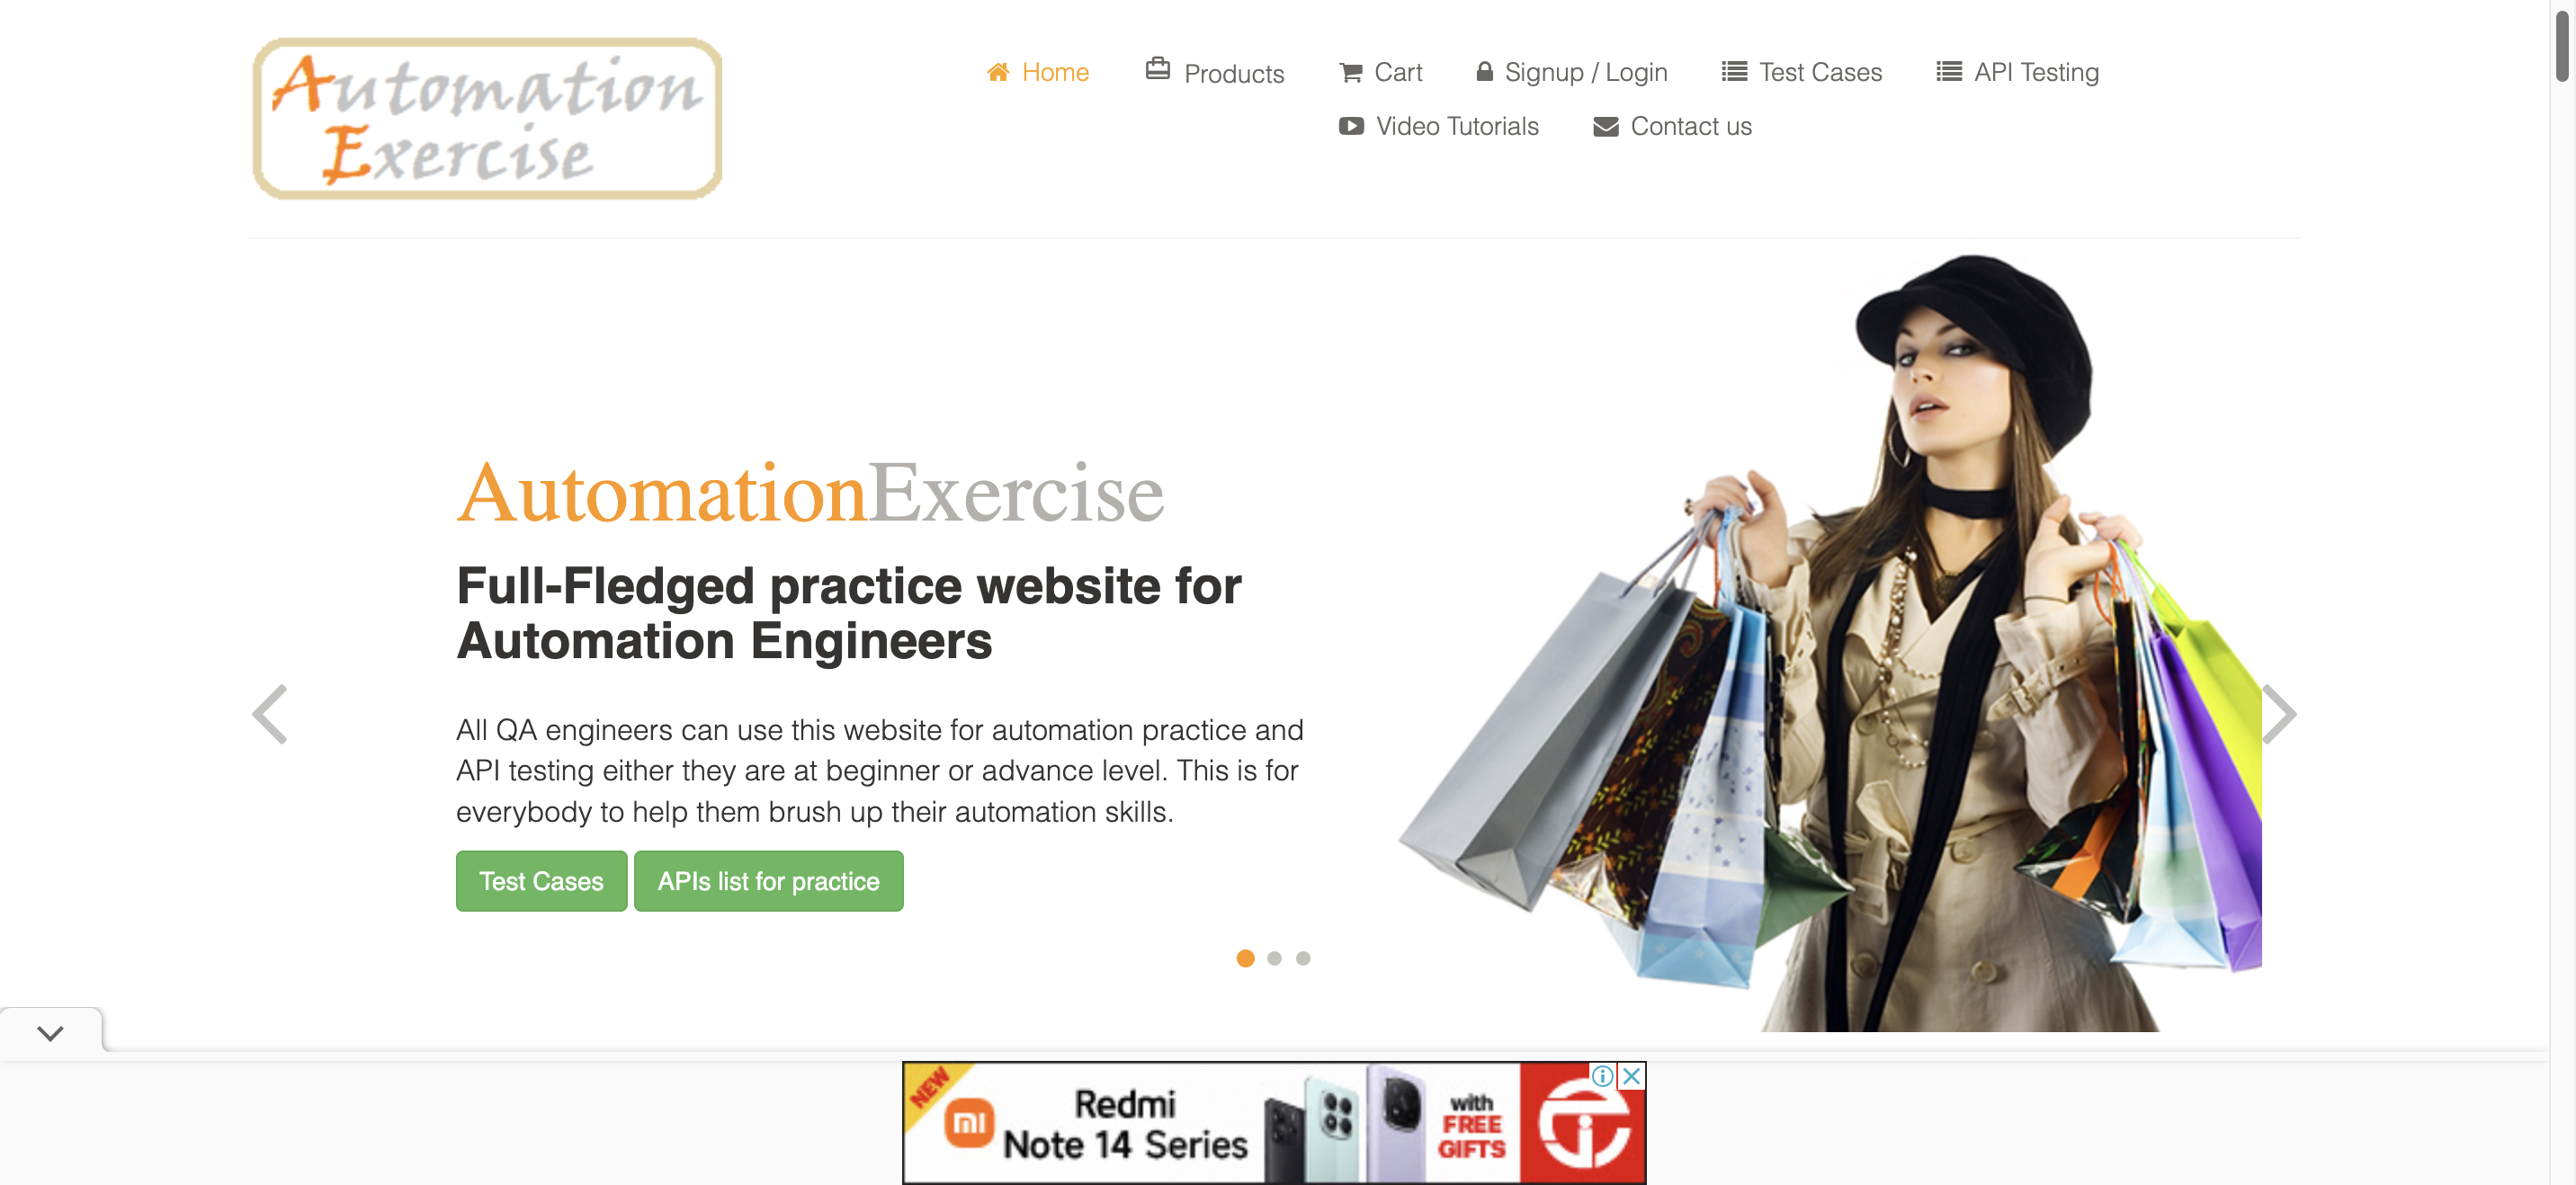 Automation
Exercise
Home
Products
Cart
Signup / Login
Test Cases
API Testing
Video Tutorials
Contact us
AutomationExercise
Full-Fledged practice website for
Automation Engineers
All QA engineers can use this website for automation practice and
API testing either they are at beginner or advance level. This is for
everybody to help them brush up their automation skills.
Test Cases
APIs list for practice
NEW
mi
Redmi
Note 14 Series
with
FREE
GIFTS